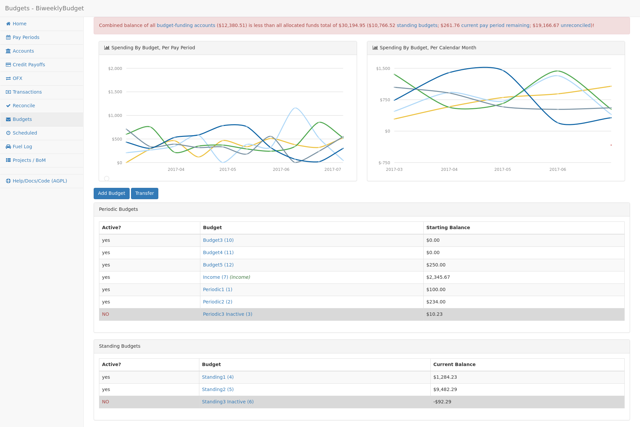 Budgets - BiweeklyBudget
Combined balance of all budget-funding accounts ($12,380.51) is less than all allocated funds total of $30,194.95 ($10,766.52 standing budgets; $261.76 current pay period remaining; $19,166.67 unreconciled)!
Home
Pay Periods
Accounts
Credit Payoffs
OFX
Transactions
Reconcile
Budgets
Scheduled
Fuel Log
Projects / BoM
Help/Docs/Code (AGPL)
Spending By Budget, Per Pay Period
$2,000
$1,500
$1,000
$500
$0
2017-04
2017-05
2017-06
2017-07
Spending By Budget, Per Calendar Month
$1,500
$750
$0
$-750
2017-03
2017-04
2017-05
2017-06
Add Budget
Transfer
Periodic Budgets
Active? Budget Starting Balance
yes Budget3 (10) $0.00
yes Budget4 (11) $0.00
yes Budget5 (12) $250.00
yes Income (7) (income) $2,345.67
yes Periodic1 (1) $100.00
yes Periodic2 (2) $234.00
NO Periodic3 Inactive (3) $10.23
Standing Budgets
Active? Budget Current Balance
yes Standing1 (4) $1,284.23
yes Standing2 (5) $9,482.29
NO Standing3 Inactive (6) -$92.29